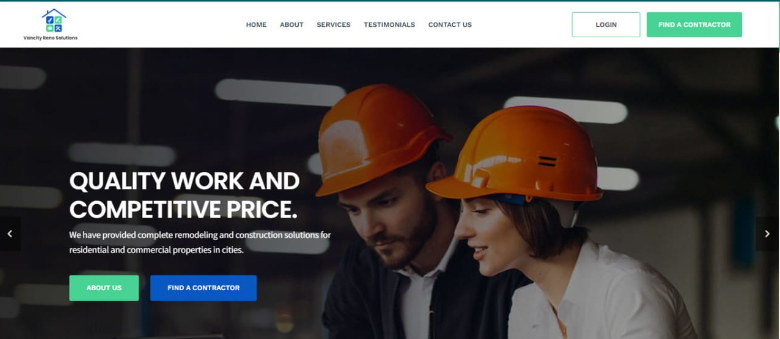 HOME ABOUT SERVICES TESTIMONIALS CONTACT US LOGIN FIND A CONTRACTOR
Vancity Reno Solutions
QUALITY WORK AND
COMPETITIVE PRICE.
We have provided complete remodeling and construction solutions for
residential and commercial properties in cities.
ABOUT US FIND A CONTRACTOR